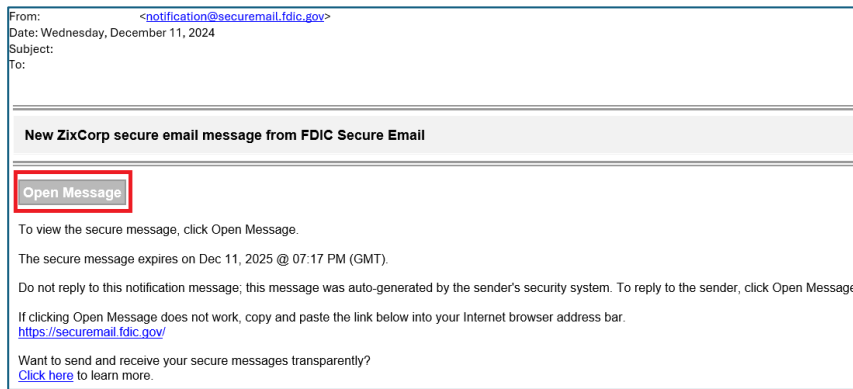 From: <notification@securemail.fdic.gov>
Date: Wednesday, December 11, 2024
Subject:
To:
New ZixCorp secure email message from FDIC Secure Email
Open Message
To view the secure message, click Open Message.
The secure message expires on Dec 11, 2025 @ 07:17 PM (GMT).
Do not reply to this notification message; this message was auto-generated by the sender's security system. To reply to the sender, click Open Message
If clicking Open Message does not work, copy and paste the link below into your Internet browser address bar.
https://securemail.fdic.gov/
Want to send and receive your secure messages transparently?
Click here to learn more.